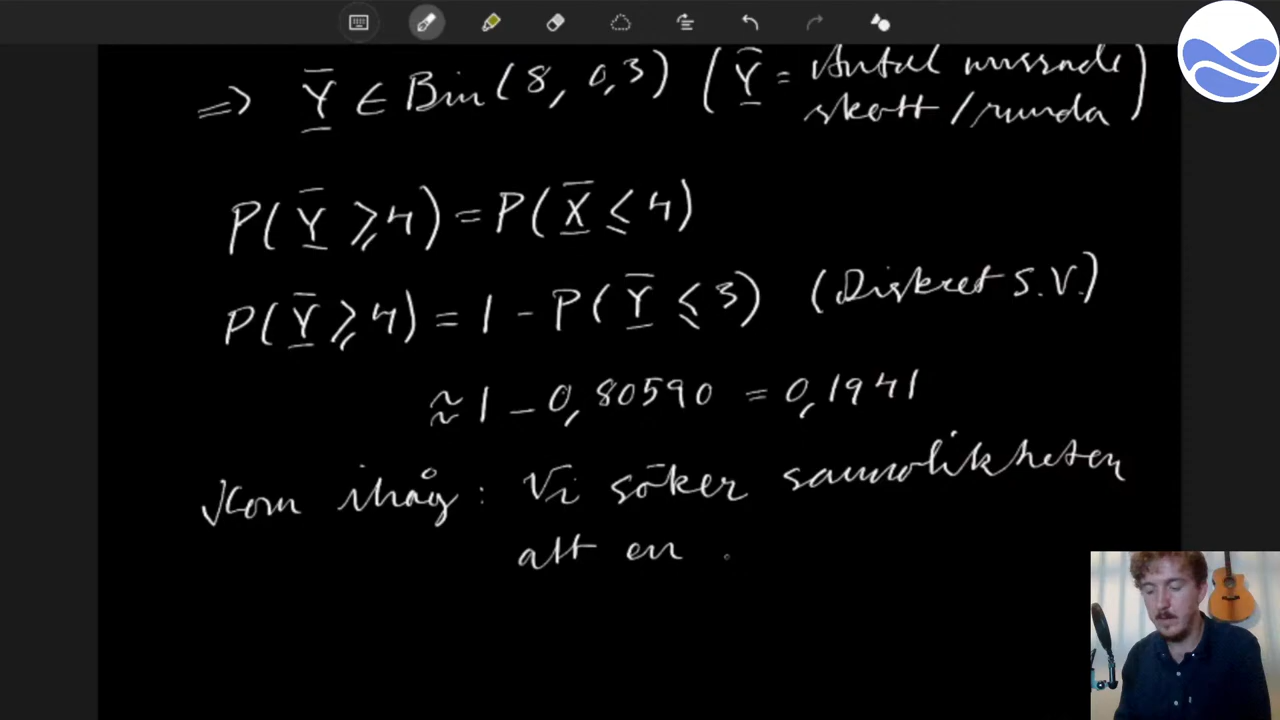 => Y ∈ Bin(8, 0,3) (Y = Antal missade
skott/runda)
P(Y ≥ 4) = P(X ≤ 4)
P(Y ≥ 4) = 1 - P(Y ≤ 3) (Diskret S.V.)
≈ 1 - 0,80590 = 0,1941
Kom ihåg: Vi söker sannolikheten
att en